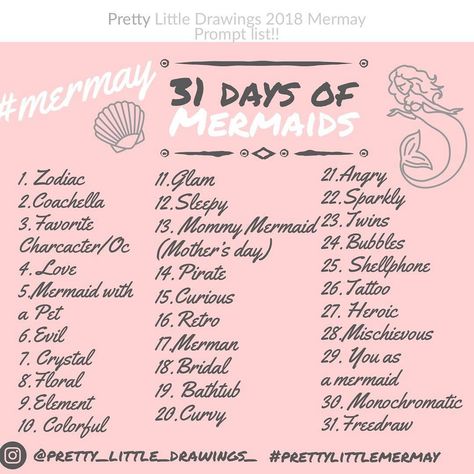 Pretty Little Drawings 2018 Mermay
Prompt list!!
#mermay
31 DAYS OF
MERMAIDS
1. Zodiac
2.Coachella
3. Favorite
Charcacter/Oc
4. Love
5.Mermaid with
a Pet
6.Evil
7. Crystal
8. Floral
9.Element
10. Colorful
11.Glam
12.Sleepy
13. Mommy Mermaid
(Mother's day)
14. Pirate
15. Curious
16. Retro
17. Merman
18. Bridal
19. Bathtub
20.Curvy
21.Angry
22.Sparkly
23.Twins
24.Bubbles
25. Shellphone
26.Tattoo
27. Heroic
28.Mischievous
29. You as
a mermaid
30. Monochromatic
31. Freedraw
@PRETTY_LITTLE_DRAWINGS_ #PRETTYLITTLEMERMAY